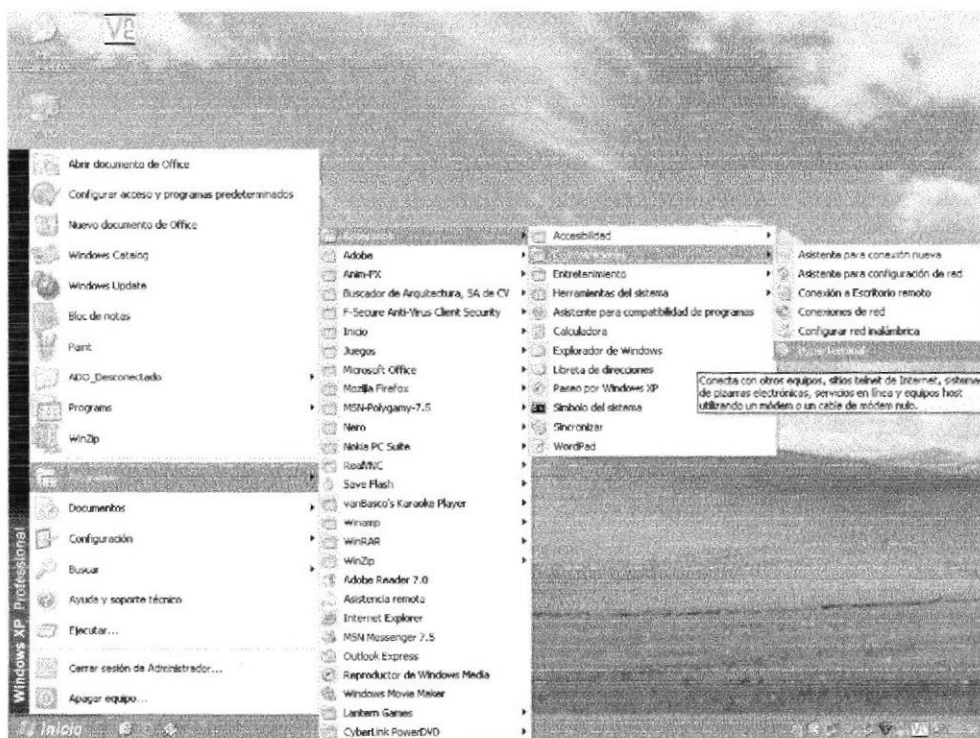 Abrir documento de Office
Configurar acceso y programas predeterminados
Nuevo documento de Office
Windows Catalog
Windows Update
Bloc de notas
Paint
ADO_Desconectado
Programs
WinZip
Documentos
Configuración
Buscar
Ayuda y soporte técnico
Ejecutar...
Cerrar sesión de Administrador...
Apagar equipo...
Windows XP Professional
Inicio
Adobe
Anim-FX
Buscador de Arquitectura, SA de CV
F-Secure Anti-Virus Client Security
Inicio
Juegos
Microsoft Office
Mozilla Firefox
MSN-Polygamy-7.5
Nero
Nokia PC Suite
RealVNC
Save Flash
vanBasco's Karaoke Player
Winamp
WinRAR
WinZip
Adobe Reader 7.0
Asistencia remota
Internet Explorer
MSN Messenger 7.5
Outlook Express
Reproductor de Windows Media
Windows Movie Maker
Lantern Games
CyberLink PowerDVD
Accesibilidad
Entretenimiento
Herramientas del sistema
Asistente para compatibilidad de programas
Calculadora
Explorador de Windows
Libreta de direcciones
Paseo por Windows XP
Símbolo del sistema
Sincronizar
WordPad
Asistente para conexión nueva
Asistente para configuración de red
Conexión a Escritorio remoto
Conexiones de red
Configurar red inalámbrica
HyperTerminal
Conecta con otros equipos, sitios telnet de Internet, sistema
de pizarras electrónicas, servicios en línea y equipos host
utilizando un módem o un cable de módem nulo.